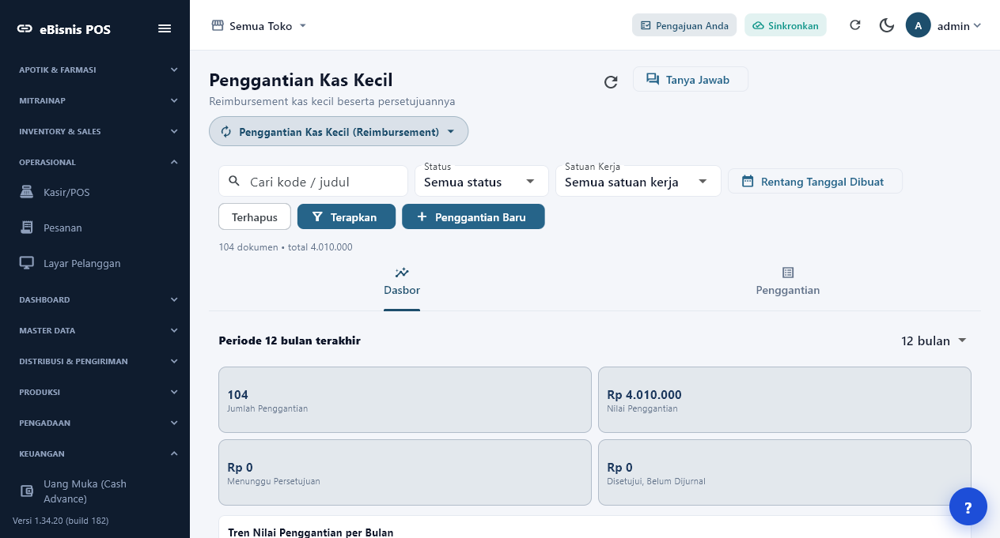 eBisnis POS
APOTIK & FARMASI
MITRAINAP
INVENTORY & SALES
OPERASIONAL
Kasir/POS
Pesanan
Layar Pelanggan
DASHBOARD
MASTER DATA
DISTRIBUSI & PENGIRIMAN
PRODUKSI
PENGADAAN
KEUANGAN
Uang Muka (Cash
Advance)
Versi 1.34.20 (build 182)
Semua Toko
Pengajuan Anda
Sinkronkan
A
admin
Penggantian Kas Kecil
Reimbursement kas kecil beserta persetujuannya
Tanya Jawab
Penggantian Kas Kecil (Reimbursement)
Cari kode / judul
Status
Semua status
Satuan Kerja
Semua satuan kerja
Rentang Tanggal Dibuat
Terhapus
Terapkan
Penggantian Baru
104 dokumen • total 4.010.000
Dasbor
Penggantian
Periode 12 bulan terakhir
12 bulan
104
Jumlah Penggantian
Rp 4.010.000
Nilai Penggantian
Rp 0
Menunggu Persetujuan
Rp 0
Disetujui, Belum Dijurnal
?
Tren Nilai Penggantian per Bulan